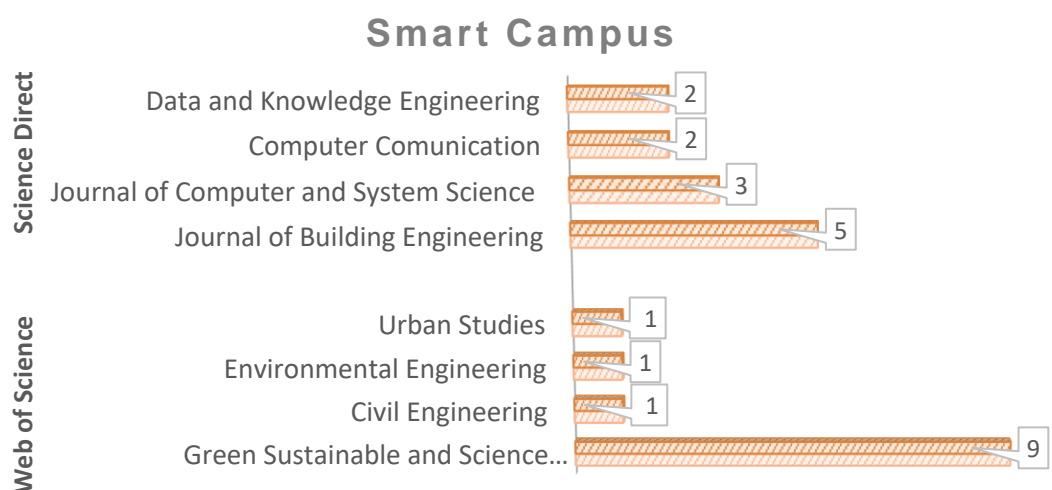 Smart Campus
Science Direct
Data and Knowledge Engineering
2
Computer Comunication
2
Journal of Computer and System Science
3
Journal of Building Engineering
5
Web of Science
Urban Studies
1
Environmental Engineering
1
Civil Engineering
1
Green Sustainable and Science...
9